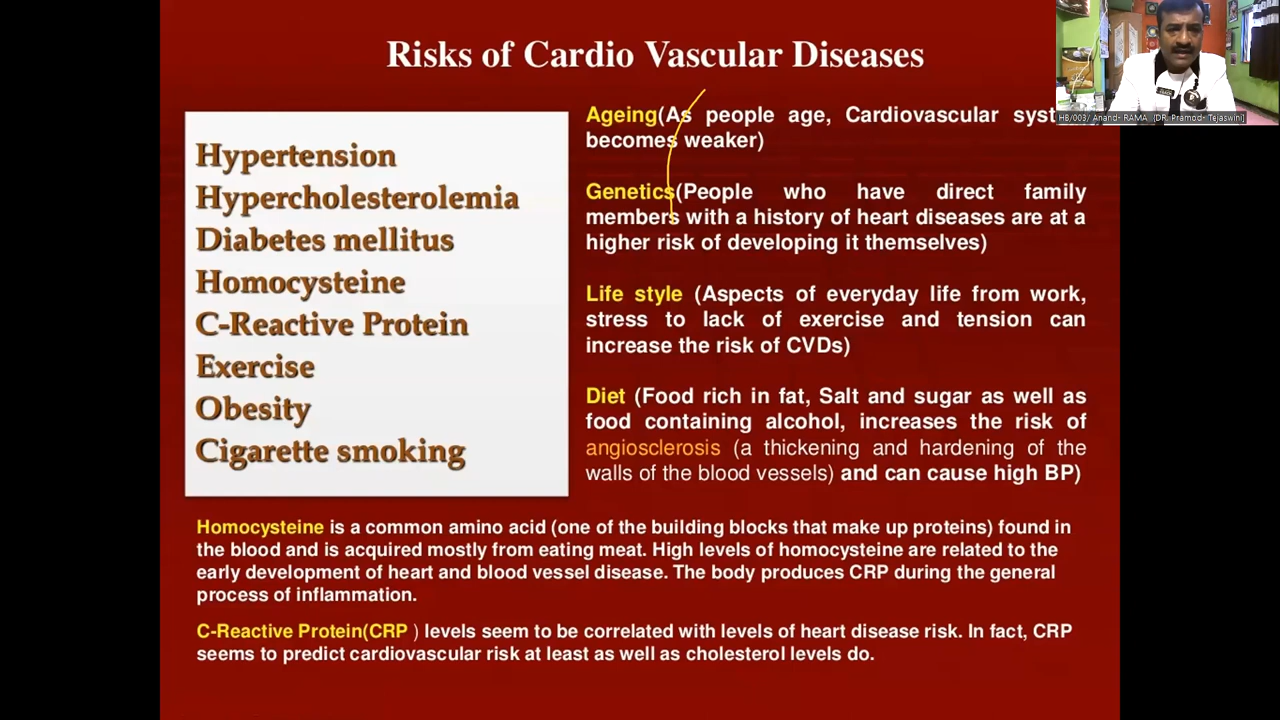 Risks of Cardio Vascular Diseases
Hypertension
Hypercholesterolemia
Diabetes mellitus
Homocysteine
C-Reactive Protein
Exercise
Obesity
Cigarette smoking
Ageing(As people age, Cardiovascular
becomes weaker)
Genetics(People who have direct family
members with a history of heart diseases are at a
higher risk of developing it themselves)
Life style (Aspects of everyday life from work,
stress to lack of exercise and tension can
increase the risk of CVDs)
Diet (Food rich in fat, Salt and sugar as well as
food containing alcohol, increases the risk of
angiosclerosis (a thickening and hardening of the
walls of the blood vessels) and can cause high BP)
Homocysteine is a common amino acid (one of the building blocks that make up proteins) found in
the blood and is acquired mostly from eating meat. High levels of homocysteine are related to the
early development of heart and blood vessel disease. The body produces CRP during the general
process of inflammation.
C-Reactive Protein(CRP ) levels seem to be correlated with levels of heart disease risk. In fact, CRP
seems to predict cardiovascular risk at least as well as cholesterol levels do.
HB/003/ Anand- RAMA [DR. Pramod- Tejaswini]